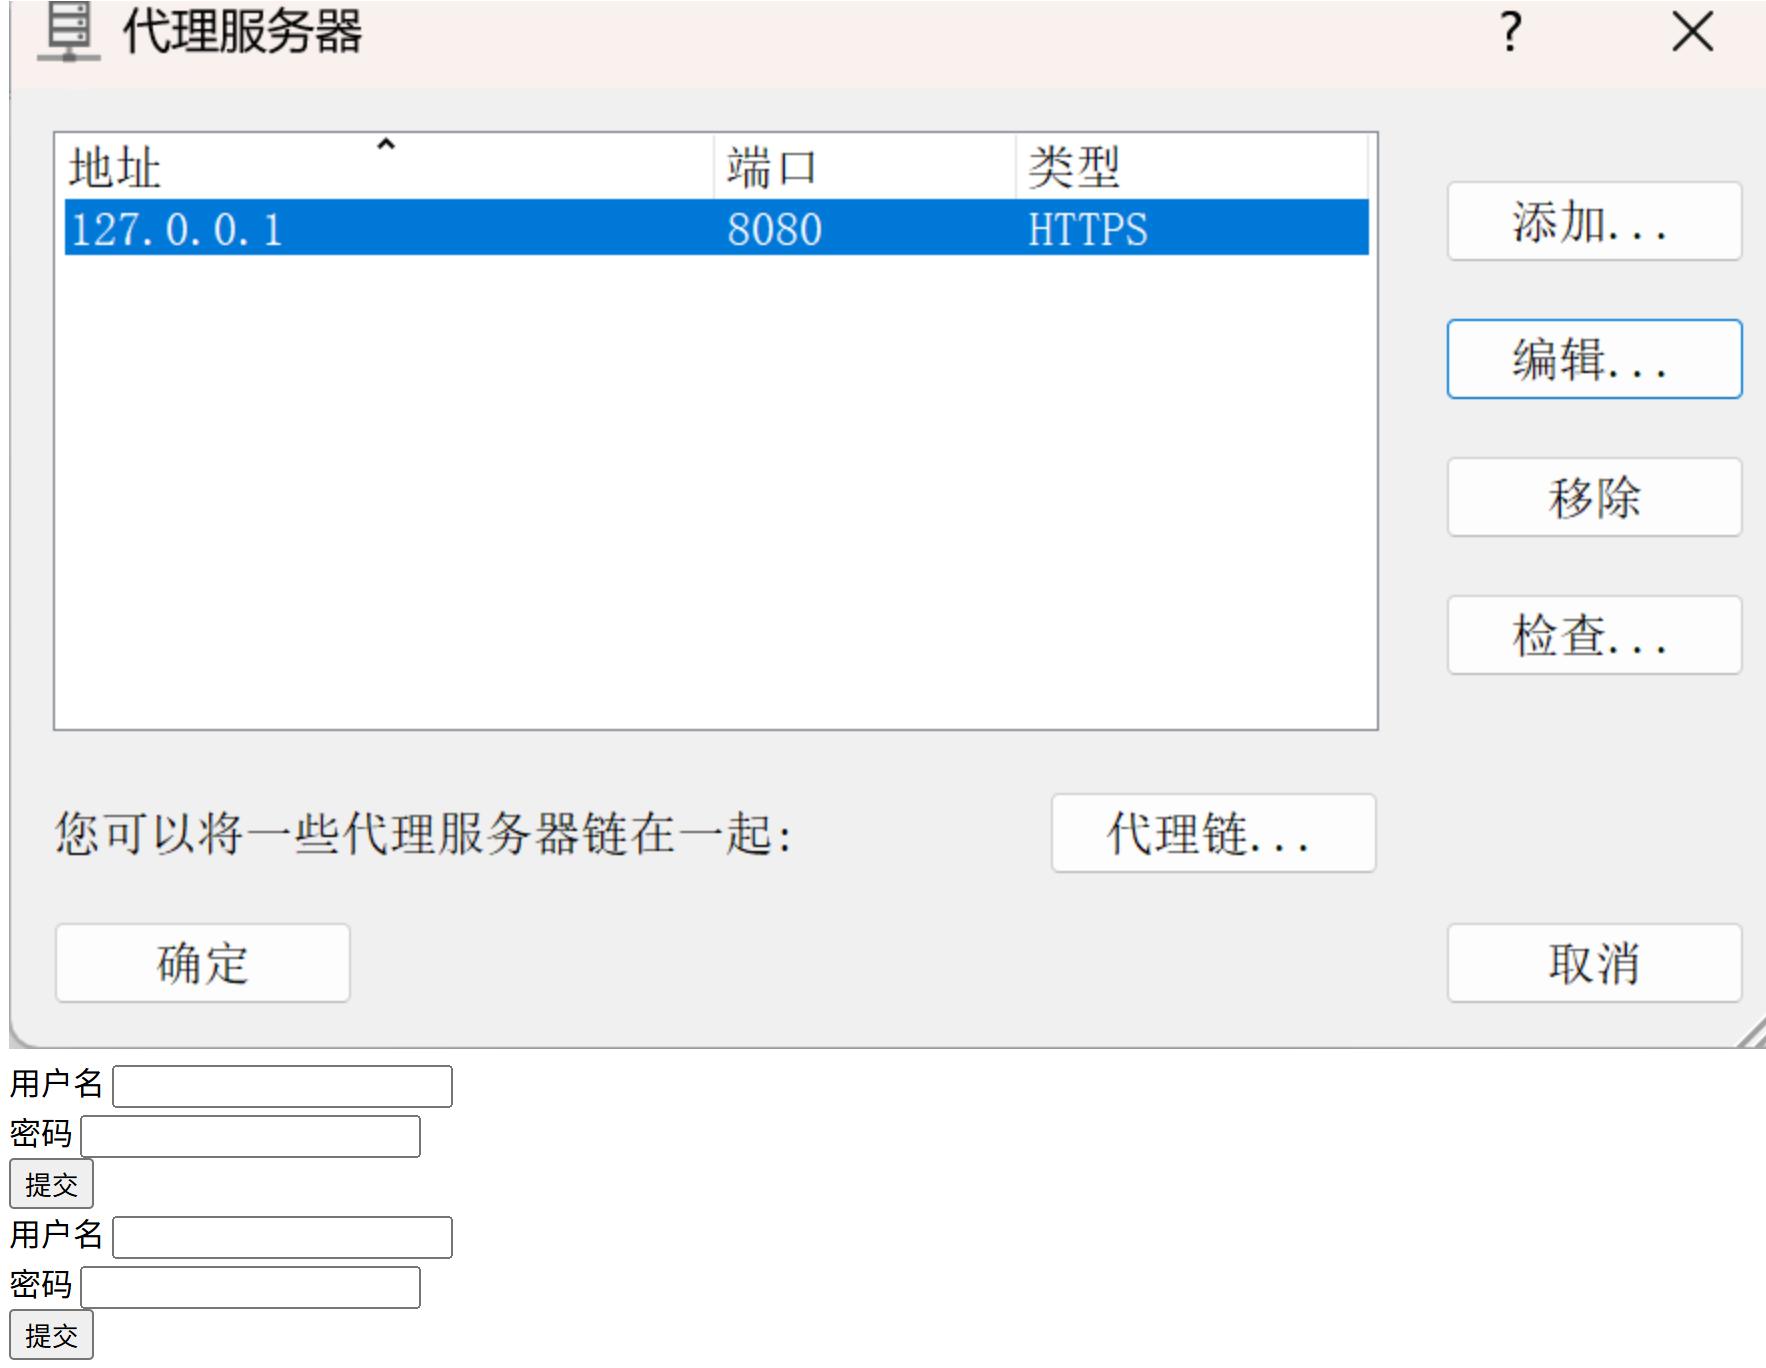 代理服务器
地址 端口 类型
127.0.0.1 8080 HTTPS
添加...
编辑...
移除
检查...
您可以将一些代理服务器链在一起: 代理链...
确定 取消
用户名
密码
提交
用户名
密码
提交